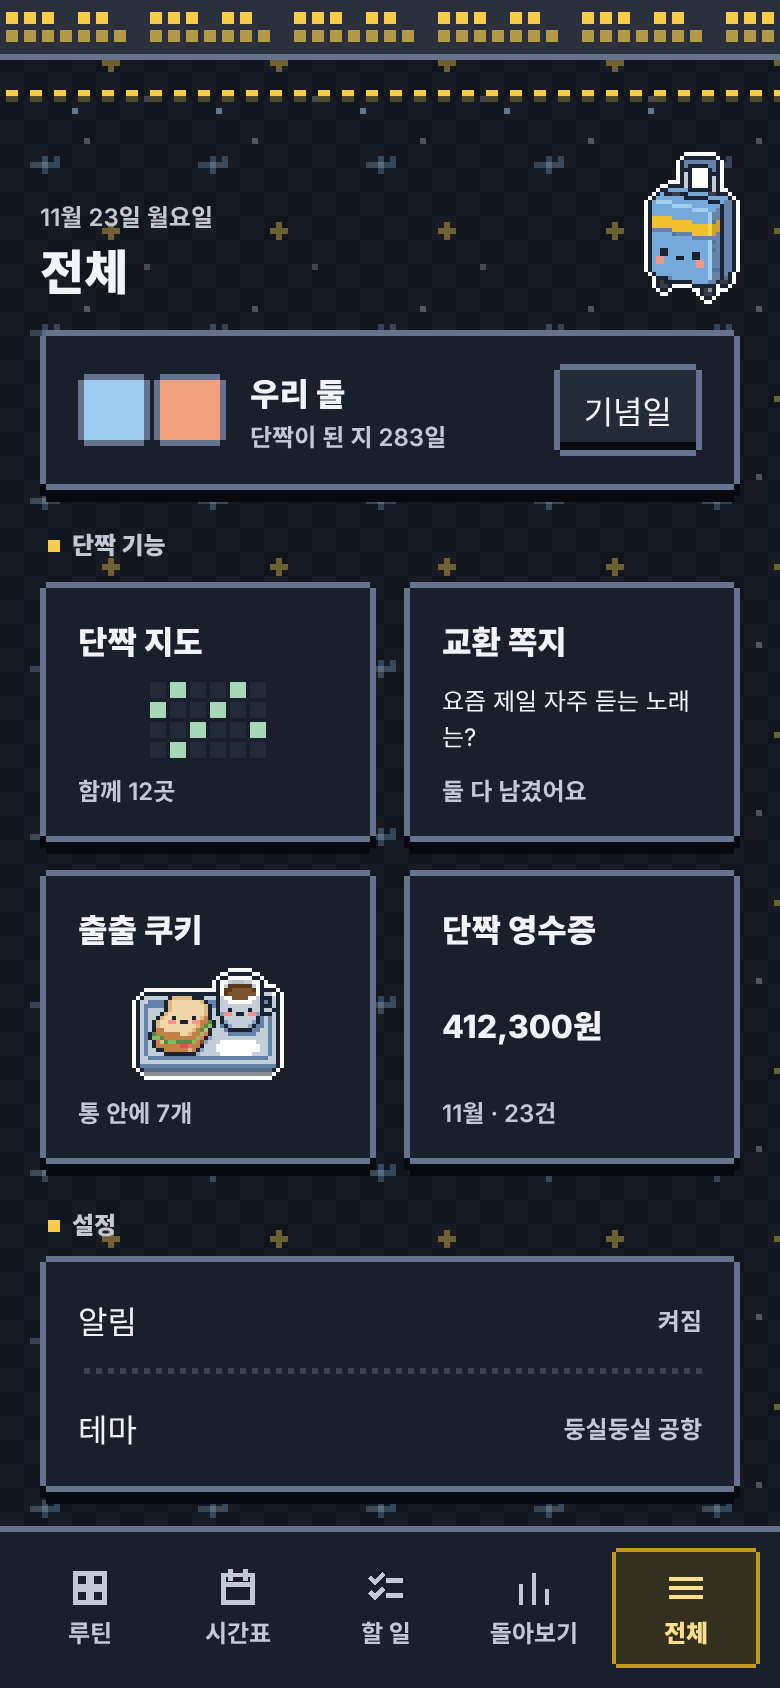 11월 23일 월요일
전체
우리 둘
단짝이 된 지 283일
기념일
단짝 기능
단짝 지도
함께 12곳
교환 쪽지
요즘 제일 자주 듣는 노래
는?
둘 다 남겼어요
출출 쿠키
통 안에 7개
단짝 영수증
412,300원
11월 · 23건
설정
알림
켜짐
테마
둥실둥실 공항
루틴
시간표
할 일
돌아보기
전체